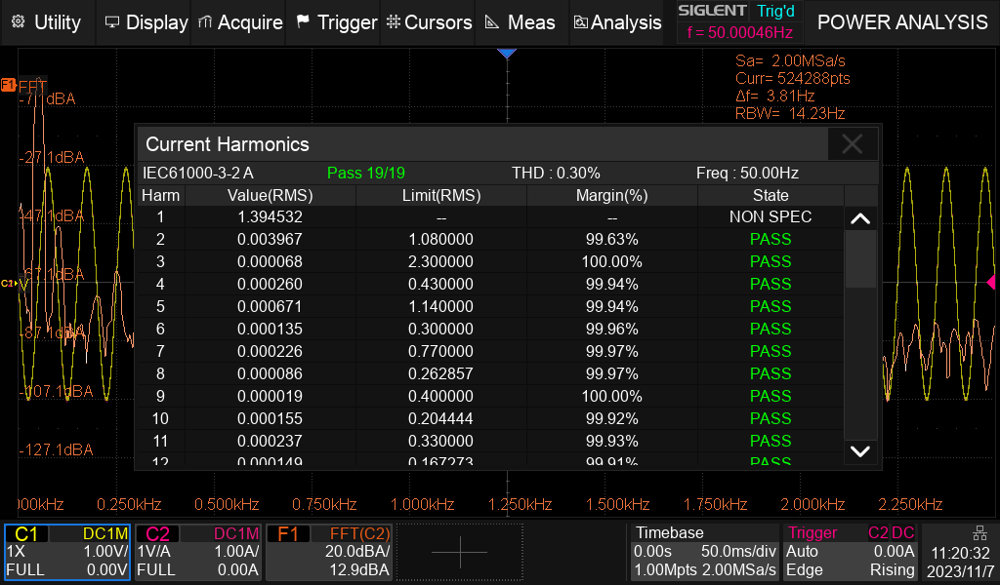 Utility Display Acquire Trigger Cursors Meas Analysis SIGLENT Trig'd POWER ANALYSIS
f = 50.00046Hz
Sa= 2.00MSa/s
Curr= 524288pts
Δf= 3.81Hz
RBW= 14.23Hz
F1 FFT
-7.1dBA
-27.1dBA
-47.1dBA
-67.1dBA
C1
-87.1dBA
-107.1dBA
-127.1dBA
Current Harmonics
IEC61000-3-2 A Pass 19/19 THD : 0.30% Freq : 50.00Hz
Harm Value(RMS) Limit(RMS) Margin(%) State
1 1.394532 -- -- NON SPEC
2 0.003967 1.080000 99.63% PASS
3 0.000068 2.300000 100.00% PASS
4 0.000260 0.430000 99.94% PASS
5 0.000671 1.140000 99.94% PASS
6 0.000135 0.300000 99.96% PASS
7 0.000226 0.770000 99.97% PASS
8 0.000086 0.262857 99.97% PASS
9 0.000019 0.400000 100.00% PASS
10 0.000155 0.204444 99.92% PASS
11 0.000237 0.330000 99.93% PASS
12 0.000149 0.167273 99.91% PASS
000kHz 0.250kHz 0.500kHz 0.750kHz 1.000kHz 1.250kHz 1.500kHz 1.750kHz 2.000kHz 2.250kHz
C1 DC1M
1X 1.00V/
FULL 0.00V
C2 DC1M
1V/A 1.00A/
FULL 0.00A
F1 FFT(C2)
20.0dBA/
12.9dBA
Timebase
0.00s 50.0ms/div
1.00Mpts 2.00MSa/s
Trigger C2 DC
Auto 0.00A
Edge Rising
11:20:32
2023/11/7